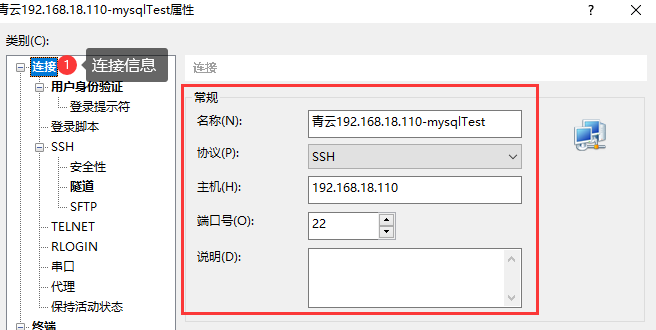 青云192.168.18.110-mysqlTest属性
类别(C):
连接
1 连接信息
用户身份验证
登录提示符
登录脚本
SSH
安全性
隧道
SFTP
TELNET
RLOGIN
串口
代理
保持活动状态
终端
连接
常规
名称(N): 青云192.168.18.110-mysqlTest
协议(P): SSH
主机(H): 192.168.18.110
端口号(O): 22
说明(D):